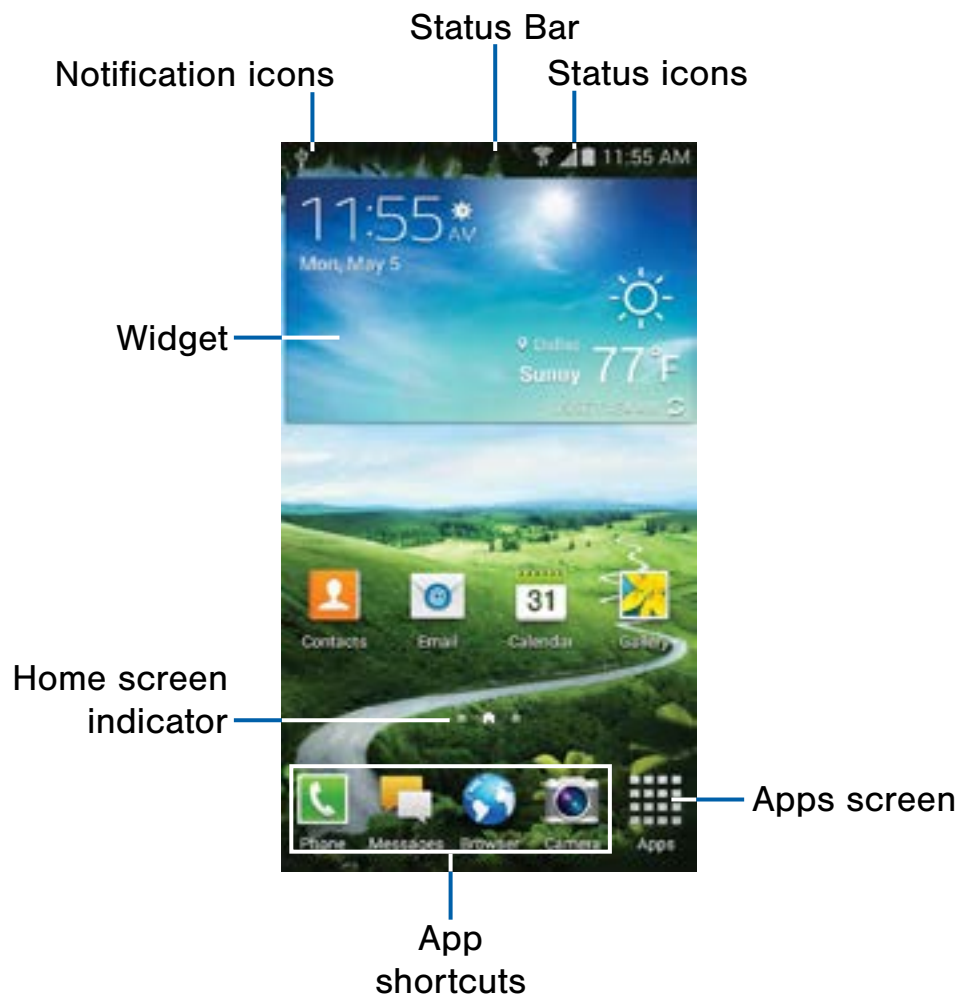 Status Bar
Notification icons
Status icons
11:55 AM
11:55
AM
Mon, May 5
Widget
Dallas
Sunny 77°F
31
Contacts
Email
Calendar
Gallery
Home screen
indicator
Apps screen
Phone
Messages
Browser
Camera
Apps
App
shortcuts